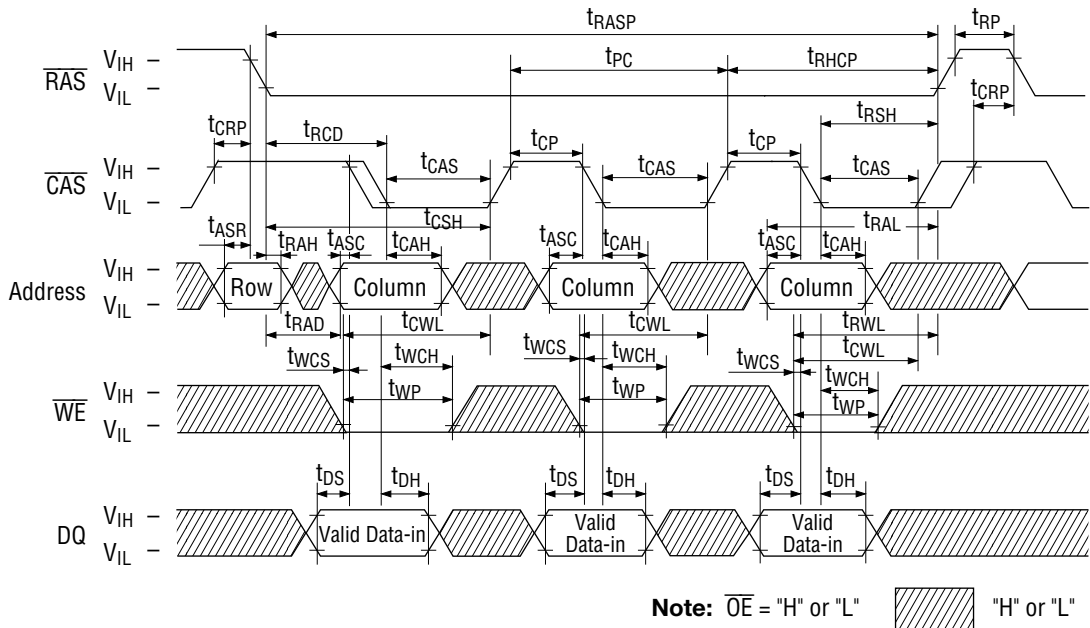 tRASP tRP
VIH
RAS
VIL
tPC tRHCP
tCRP tRCD tRSH tCRP
VIH
CAS
VIL
tCAS tCP tCAS tCP tCAS
tCSH tRAL
tASR tRAH tASC tCAH tASC tCAH tASC tCAH
VIH
Address
VIL
Row Column Column Column
tRAD tCWL tCWL tRWL
tCWL
tWCS tWCH tWCS tWCH tWCS tWCH
VIH
WE
VIL
tWP tWP tWP
tDS tDH tDS tDH tDS tDH
VIH
DQ
VIL
Valid Data-in
Valid
Data-in
Valid
Data-in
Note: OE = "H" or "L" "H" or "L"